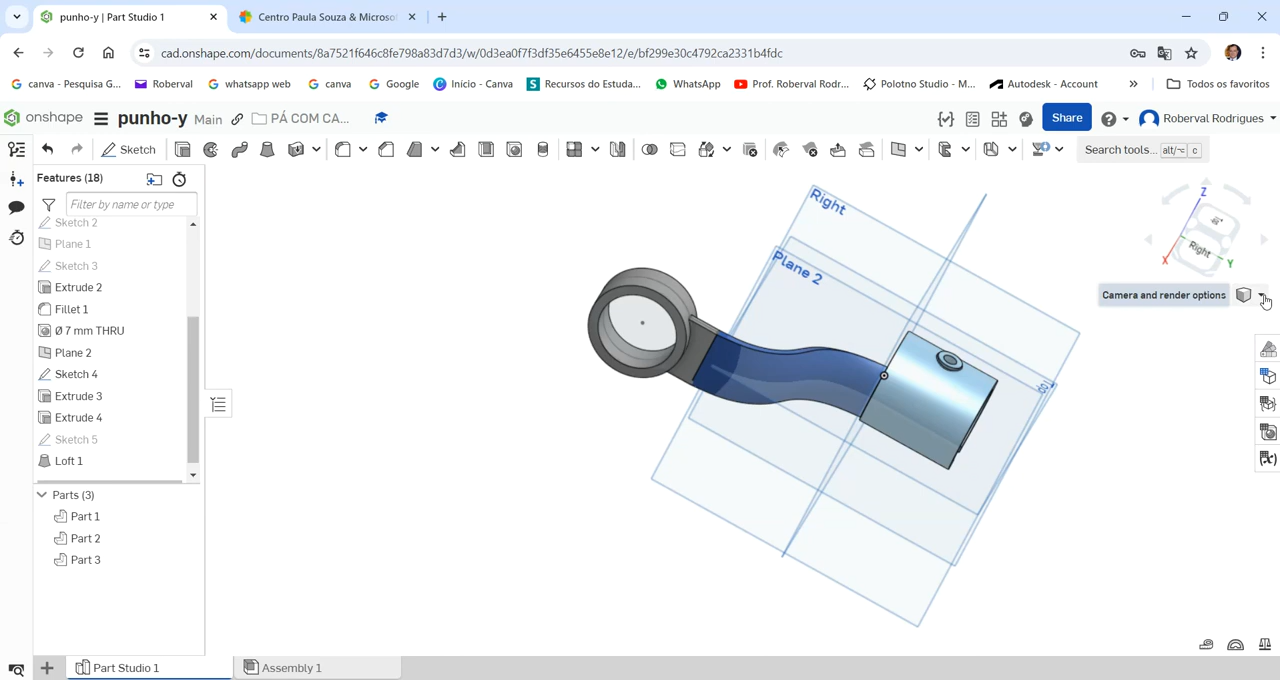 punho-y | Part Studio 1
Centro Paula Souza & Microsof
cad.onshape.com/documents/8a7521f646c8fe798a83d7d3/w/0d3ea0f7f3df35e6455e8e12/e/bf299e30c4792ca2331b4fdc
canva - Pesquisa G...
Roberval
whatsapp web
canva
Google
Início - Canva
Recursos do Estuda...
WhatsApp
Prof. Roberval Rodr...
Polotno Studio - M...
Autodesk - Account
Todos os favoritos
onshape
punho-y Main
PÁ COM CA...
Share
Roberval Rodrigues
Sketch
Search tools... alt/⌥ c
Features (18)
Filter by name or type
Sketch 2
Plane 1
Sketch 3
Extrude 2
Fillet 1
Ø 7 mm THRU
Plane 2
Sketch 4
Extrude 3
Extrude 4
Sketch 5
Loft 1
Parts (3)
Part 1
Part 2
Part 3
Right
Plane 2
Z
Right
X
Y
Camera and render options
Part Studio 1
Assembly 1